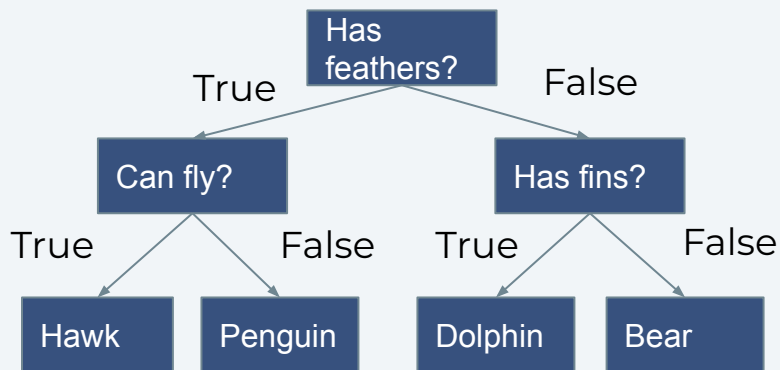 Has
feathers?
True
False
Can fly?
Has fins?
True
False
True
False
Hawk
Penguin
Dolphin
Bear